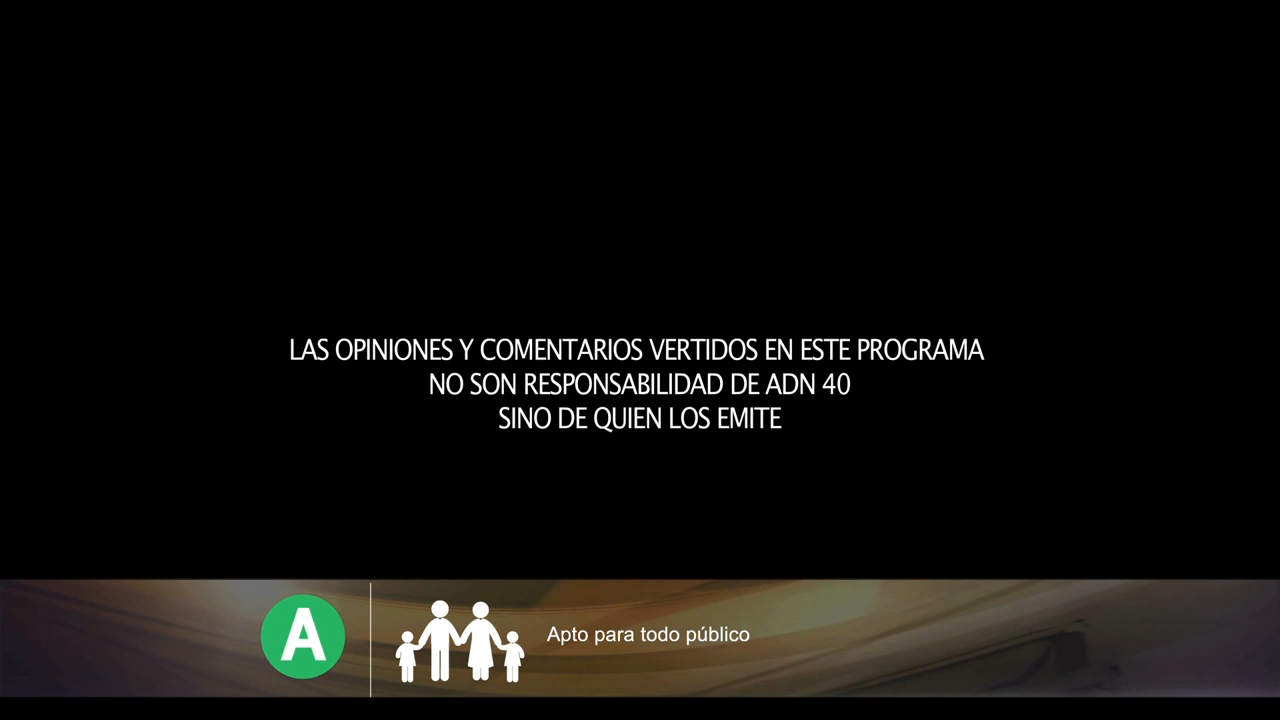 LAS OPINIONES Y COMENTARIOS VERTIDOS EN ESTE PROGRAMA
NO SON RESPONSABILIDAD DE ADN 40
SINO DE QUIEN LOS EMITE
A
Apto para todo público